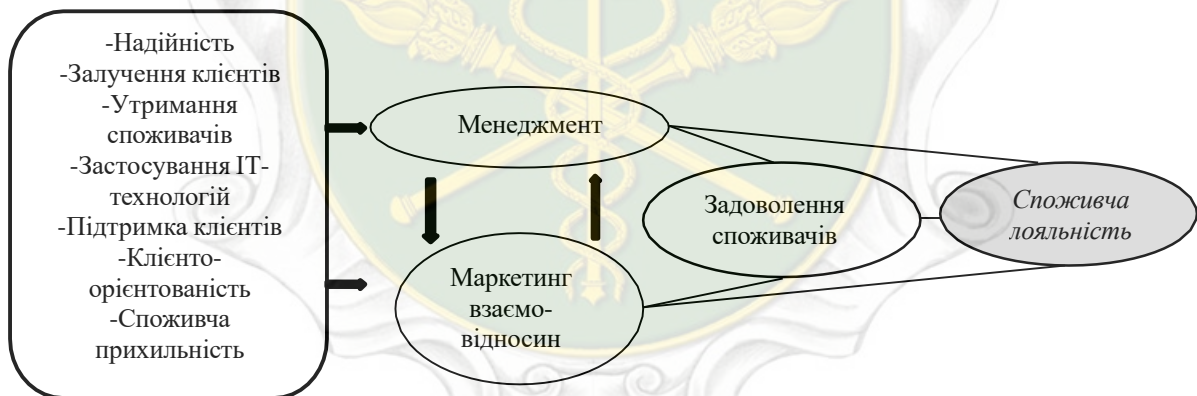 -Надійність
-Залучення клієнтів
-Утримання
споживачів
-Застосування ІТ-
технологій
-Підтримка клієнтів
-Клієнто-
орієнтованість
-Споживча
прихильність
Менеджмент
Маркетинг
взаємо-
відносин
Задоволення
споживачів
Споживча
лояльність